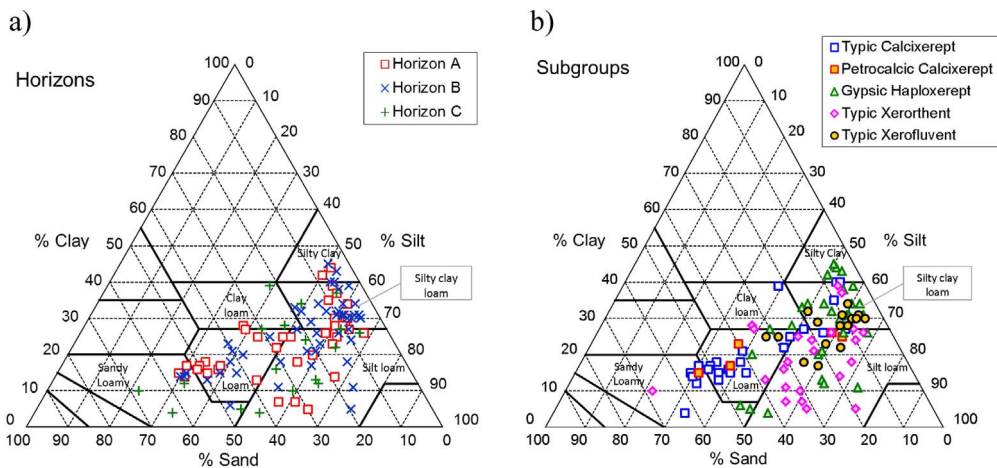 a)
Horizons
Horizon A
Horizon B
Horizon C
100 0
90 10
80 20
70 30
60 40
% Clay 50 50 % Silt
Silty Clay
40 60
Silty clay
loam
Clay
loam
30 70
20 80
Sandy
Loamy
Loam
Silt loam
10 90
0 100
100 90 80 70 60 50 40 30 20 10 0
% Sand
b)
Subgroups
Typic Calcixerept
Petrocalcic Calcixerept
Gypsic Haploxerept
Typic Xerorthent
Typic Xerofluvent
100 0
90 10
80 20
70 30
60 40
% Clay 50 50 % Silt
Silty Clay
40 60
Silty clay
loam
Clay
loam
30 70
20 80
Sandy
Loamy
Loam
Silt loam
10 90
0 100
100 90 80 70 60 50 40 30 20 10 0
% Sand